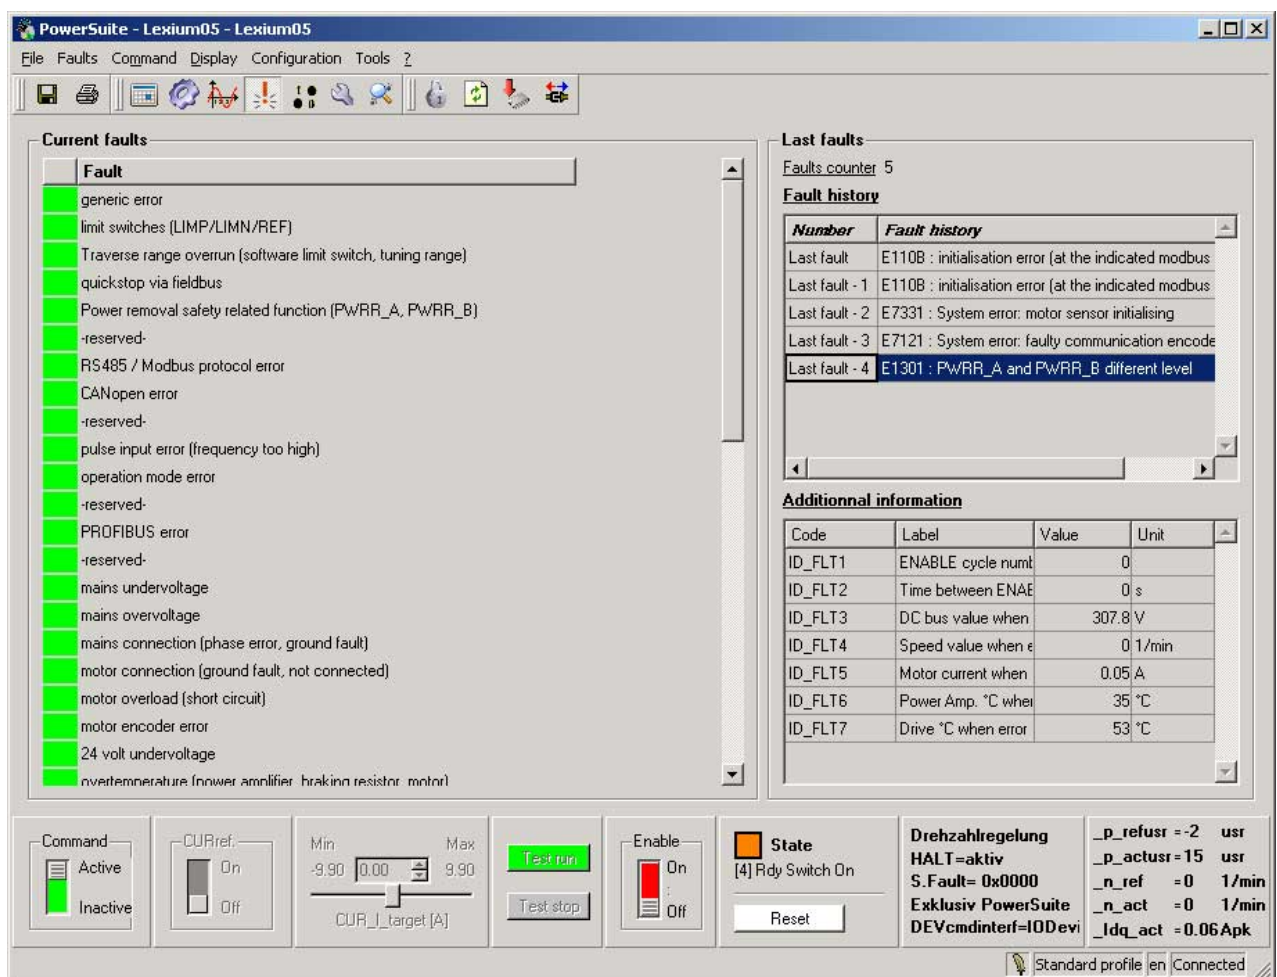 PowerSuite - Lexium05 - Lexium05
File Faults Command Display Configuration Tools ?
Current faults
Fault
generic error
limit switches (LIMP/LIMN/REF)
Traverse range overrun (software limit switch, tuning range)
quickstop via fieldbus
Power removal safety related function (PWRR_A, PWRR_B)
-reserved-
RS485 / Modbus protocol error
CANopen error
-reserved-
pulse input error (frequency too high)
operation mode error
-reserved-
PROFIBUS error
-reserved-
mains undervoltage
mains overvoltage
mains connection (phase error, ground fault)
motor connection (ground fault, not connected)
motor overload (short circuit)
motor encoder error
24 volt undervoltage
overtemperature (power amplifier, braking resistor, motor)
Last faults
Faults counter 5
Fault history
Number Fault history
Last fault E110B : initialisation error (at the indicated modbus
Last fault - 1 E110B : initialisation error (at the indicated modbus
Last fault - 2 E7331 : System error: motor sensor initialising
Last fault - 3 E7121 : System error: faulty communication encode
Last fault - 4 E1301 : PWRR_A and PWRR_B different level
Additionnal information
Code Label Value Unit
ID_FLT1 ENABLE cycle numb 0
ID_FLT2 Time between ENAE 0 s
ID_FLT3 DC bus value when 307.8 V
ID_FLT4 Speed value when e 0 1/min
ID_FLT5 Motor current when 0.05 A
ID_FLT6 Power Amp. °C wher 35 °C
ID_FLT7 Drive °C when error 53 °C
Command
Active
Inactive
CURref.
On
Off
Min Max
-9.90 0.00 9.90
CUR_I_target [A]
Test run
Test stop
Enable
On
:
Off
State
[4] Rdy Switch On
Reset
Drehzahlregelung
HALT=aktiv
S.Fault= 0x0000
Exklusiv PowerSuite
DEVcmdinterf=IODevi
_p_refusr =-2 usr
_p_actusr=15 usr
_n_ref =0 1/min
_n_act =0 1/min
_Idq_act =0.06 Apk
Standard profile en Connected